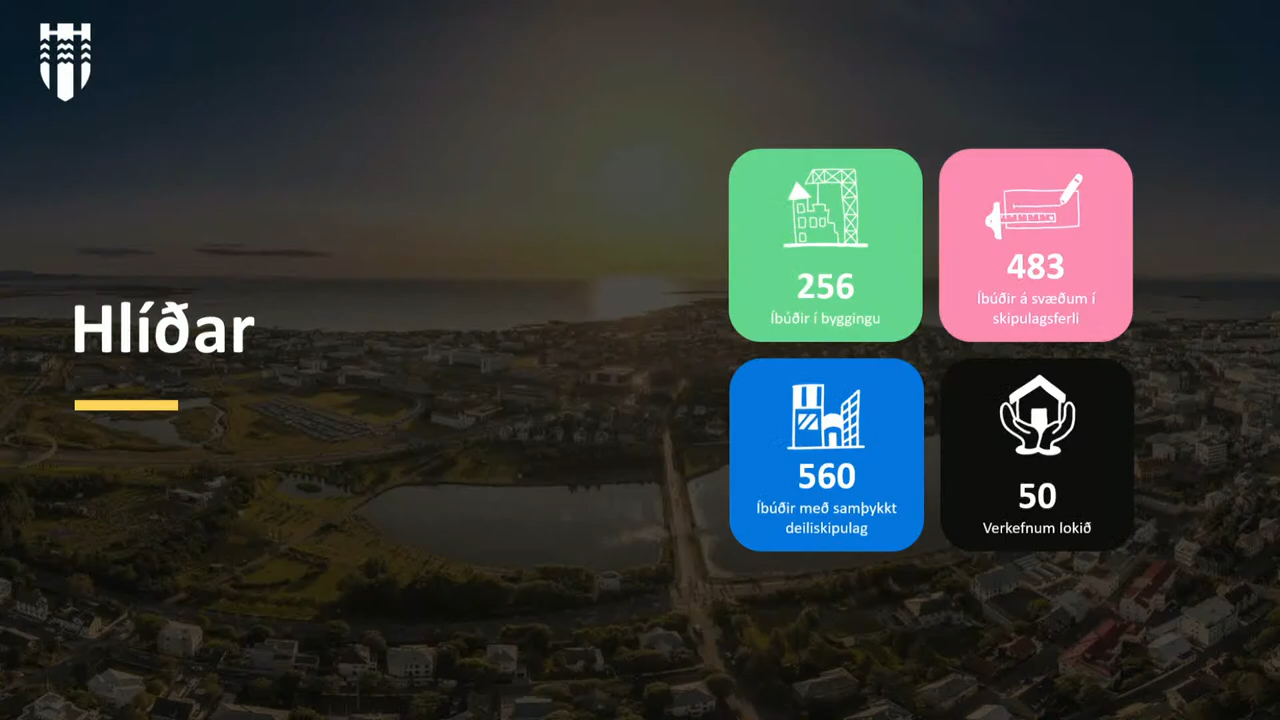 Hlíðar
256
Íbúðir í byggingu
483
Íbúðir á svæðum í
skipulagsferli
560
Íbúðir með samþykkt
deiliskipulag
50
Verkefnum lokið